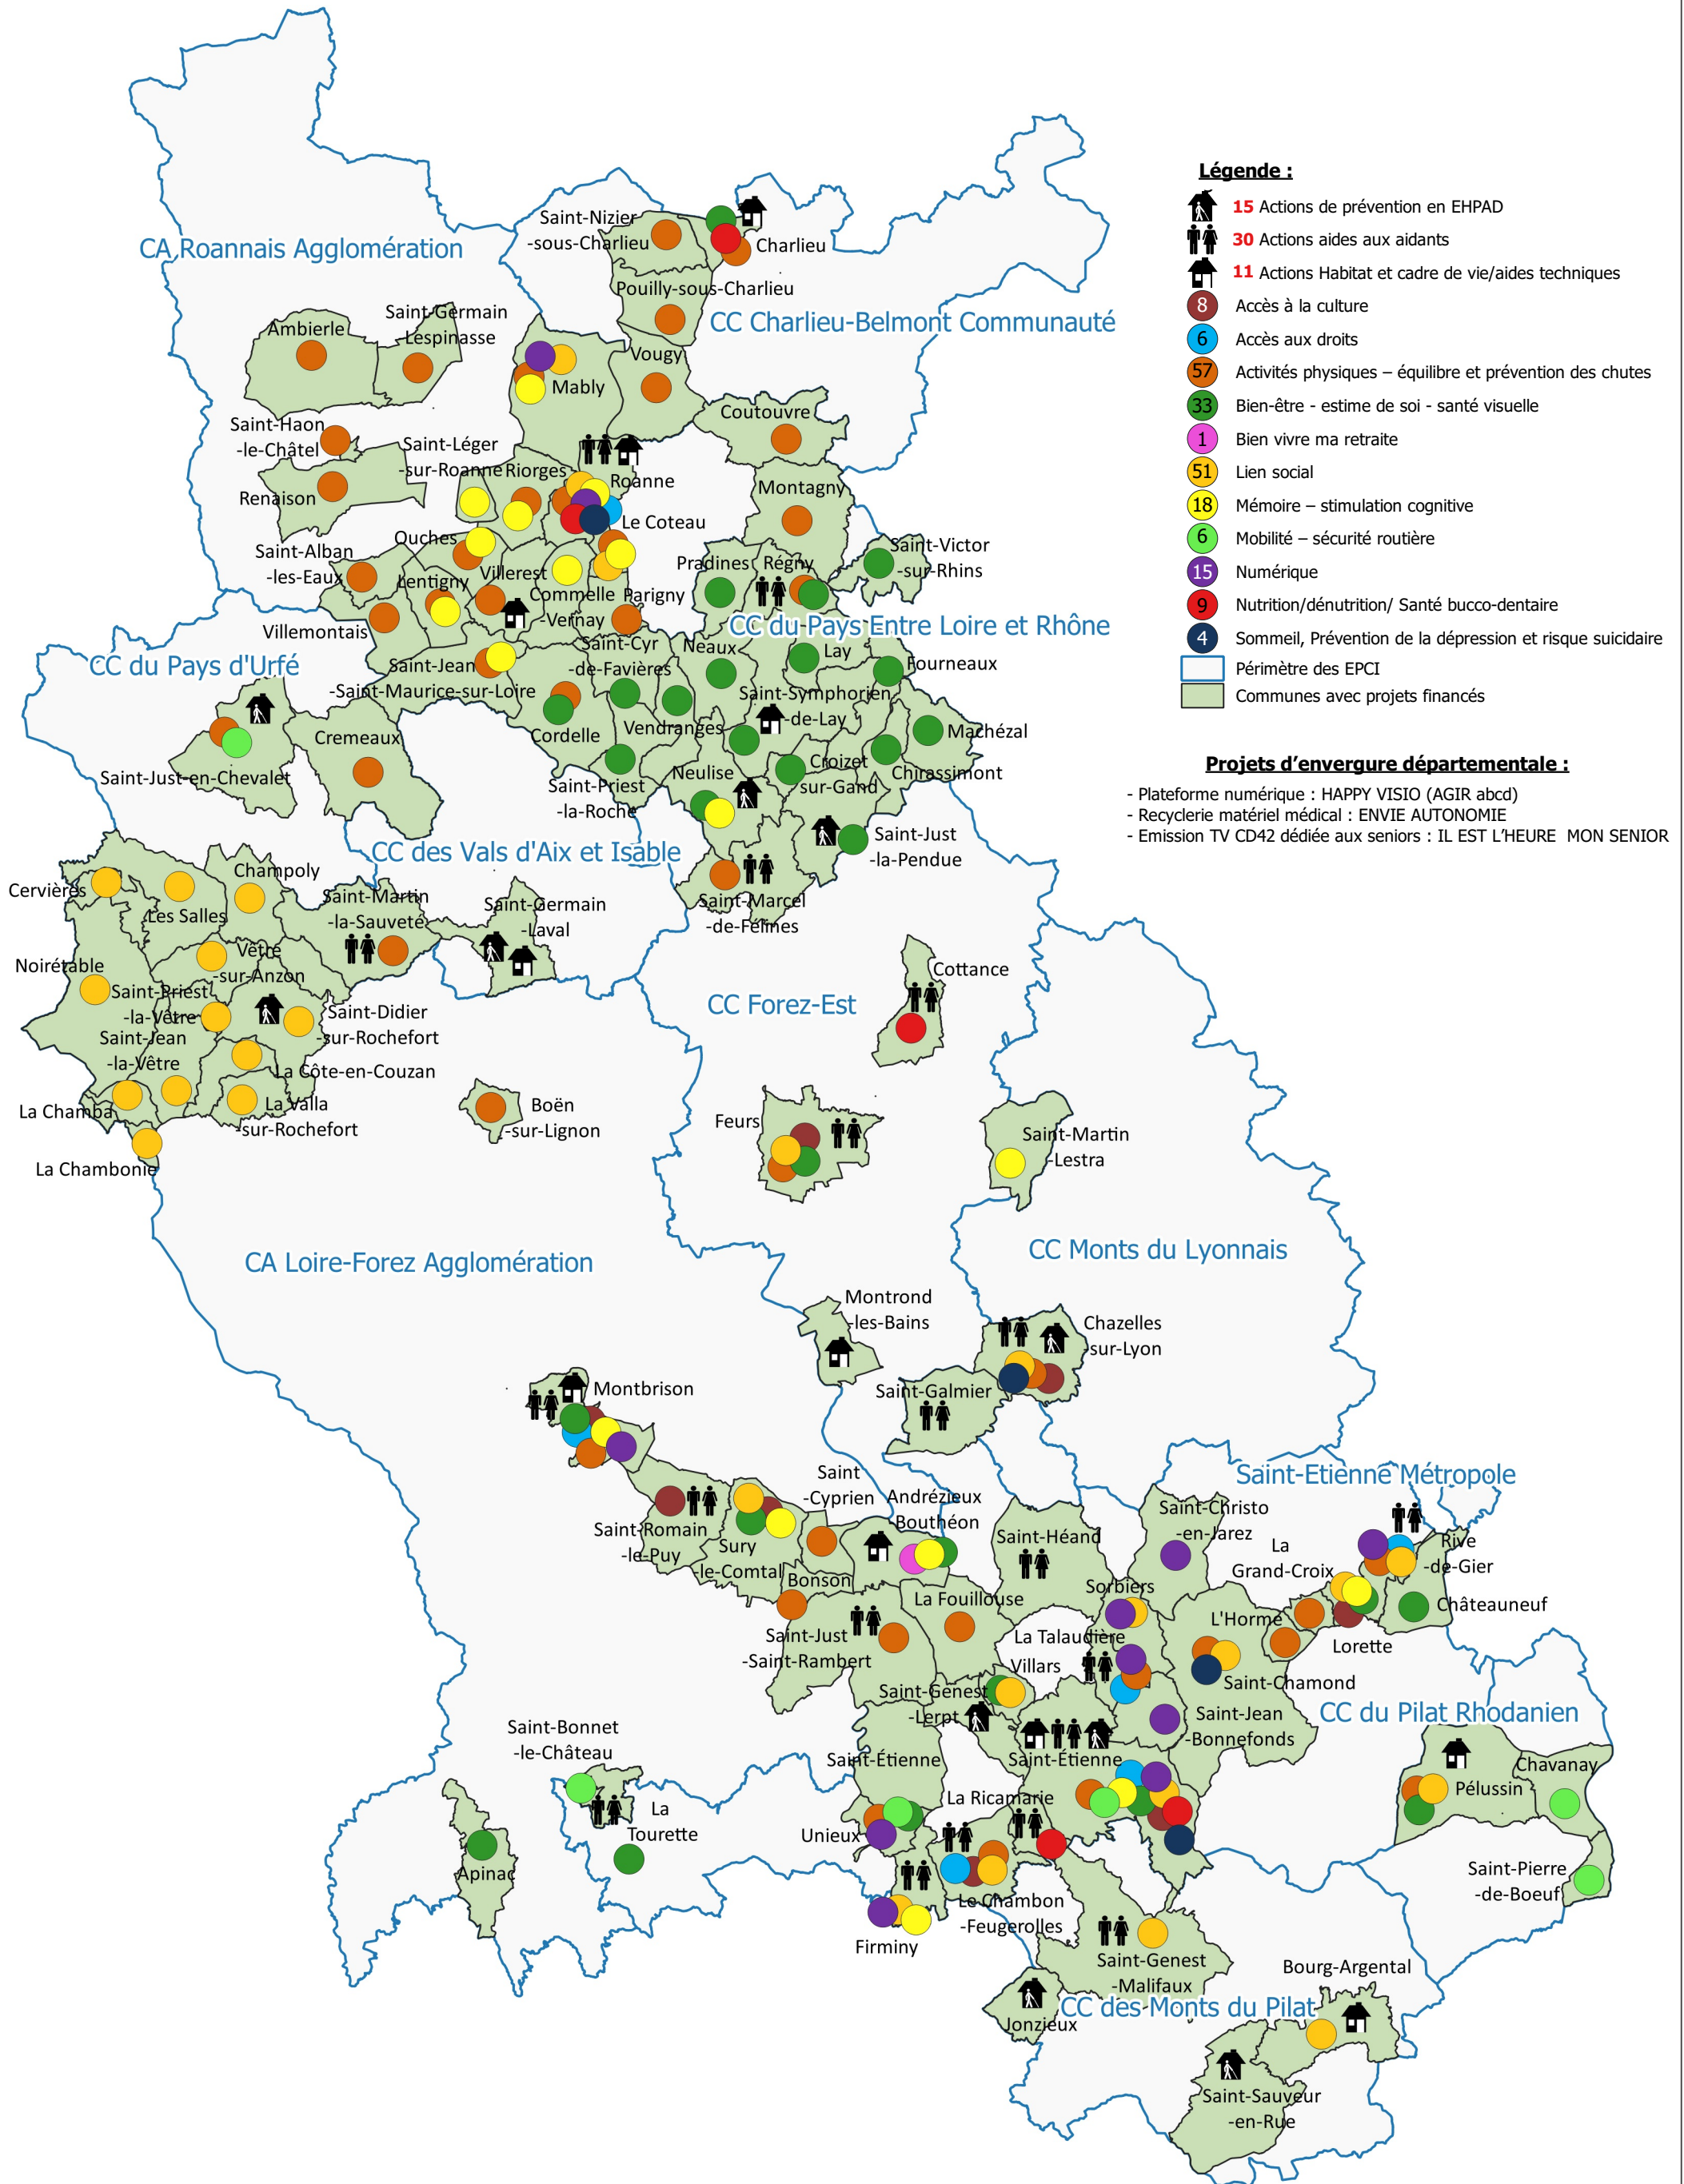 Légende :
15 Actions de prévention en EHPAD
30 Actions aides aux aidants
11 Actions Habitat et cadre de vie/aides techniques
8 Accès à la culture
6 Accès aux droits
57 Activités physiques – équilibre et prévention des chutes
33 Bien-être - estime de soi - santé visuelle
1 Bien vivre ma retraite
51 Lien social
18 Mémoire – stimulation cognitive
6 Mobilité – sécurité routière
15 Numérique
9 Nutrition/dénutrition/ Santé bucco-dentaire
4 Sommeil, Prévention de la dépression et risque suicidaire
Périmètre des EPCI
Communes avec projets financés
Projets d’envergure départementale :
- Plateforme numérique : HAPPY VISIO (AGIR abcd)
- Recyclerie matériel médical : ENVIE AUTONOMIE
- Emission TV CD42 dédiée aux seniors : IL EST L’HEURE MON SENIOR
CA Roannais Agglomération
Saint-Nizier
-sous-Charlieu
Charlieu
Pouilly-sous-Charlieu
CC Charlieu-Belmont Communauté
Ambierle
Saint-Germain
Lespinasse
Mably
Vougy
Coutouvre
Saint-Haon
-le-Châtel
Renaison
Saint-Léger
-sur-Roanne
Riorges
Roanne
Le Coteau
Montagny
Ouches
Saint-Alban
-les-Eaux
Lentigny
Villerest
Commelle
-Vernay
Parigny
Pradines
Régny
Saint-Victor
-sur-Rhins
Villemontais
CC du Pays Entre Loire et Rhône
CC du Pays d'Urfé
Saint-Jean
-Saint-Maurice-sur-Loire
Saint-Cyr
-de-Favières
Neaux
Lay
Fourneaux
Saint-Symphorien
-de-Lay
Cordelle
Vendranges
Machézal
Cremeaux
Saint-Just-en-Chevalet
Saint-Priest
-la-Roche
Neulise
Croizet
-sur-Gand
Chirassimont
Saint-Just
-la-Pendue
CC des Vals d'Aix et Isable
Saint-Marcel
-de-Félines
Cervières
Les Salles
Champoly
Saint-Martin
-la-Sauveté
Saint-Germain
-Laval
Noirétable
Vêtre
-sur-Anzon
Saint-Priest
-la-Vêtre
Saint-Didier
-sur-Rochefort
Saint-Jean
-la-Vêtre
La Côte-en-Couzan
La Chamba
La Valla
-sur-Rochefort
La Chambonie
Boën
-sur-Lignon
CC Forez-Est
Cottance
Feurs
Saint-Martin
-Lestra
CA Loire-Forez Agglomération
CC Monts du Lyonnais
Montrond
-les-Bains
Chazelles
-sur-Lyon
Saint-Galmier
Montbrison
Saint-Etienne Métropole
Saint-Romain
-le-Puy
Sury
-le-Comtal
Saint
-Cyprien
Andrézieux
-Bouthéon
Bonson
Saint-Héand
Saint-Christo
-en-Jarez
La
Grand-Croix
Rive
-de-Gier
Châteauneuf
Lorette
Sorbiers
L'Horme
La Fouillouse
Saint-Just
-Saint-Rambert
La Talaudière
Villars
Saint-Chamond
Saint-Genest
-Lerpt
Saint-Jean
-Bonnefonds
CC du Pilat Rhodanien
Saint-Bonnet
-le-Château
Saint-Étienne
Saint-Étienne
La
Tourette
Apinac
Unieux
La Ricamarie
Le Chambon
-Feugerolles
Firminy
Chavanay
Pélussin
Saint-Pierre
-de-Boeuf
Saint-Genest
-Malifaux
Bourg-Argental
CC des Monts du Pilat
Jonzieux
Saint-Sauveur
-en-Rue